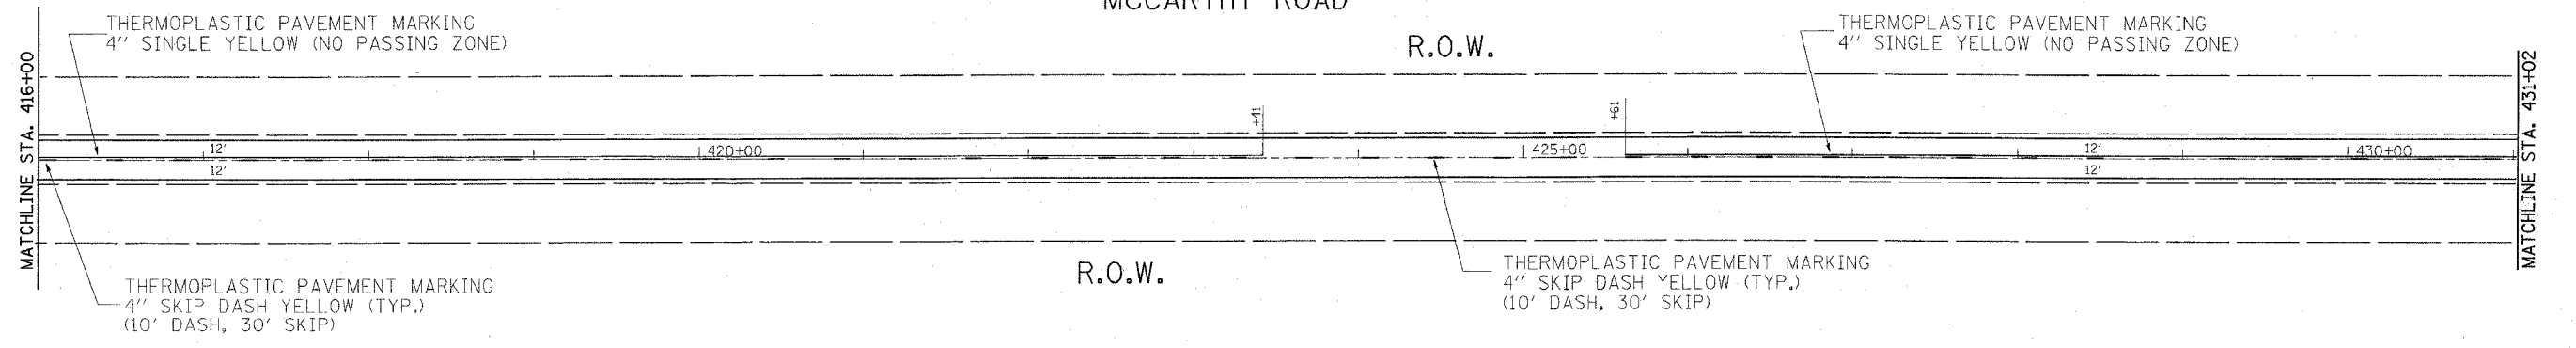 McCARTHY ROAD
THERMOPLASTIC PAVEMENT MARKING
4" SINGLE YELLOW (NO PASSING ZONE)
THERMOPLASTIC PAVEMENT MARKING
4" SINGLE YELLOW (NO PASSING ZONE)
R.O.W.
MATCHLINE STA. 416+00
MATCHLINE STA. 431+02
+41
+61
12'
420+00
425+00
12'
430+00
12'
12'
R.O.W.
THERMOPLASTIC PAVEMENT MARKING
4" SKIP DASH YELLOW (TYP.)
(10' DASH, 30' SKIP)
THERMOPLASTIC PAVEMENT MARKING
4" SKIP DASH YELLOW (TYP.)
(10' DASH, 30' SKIP)